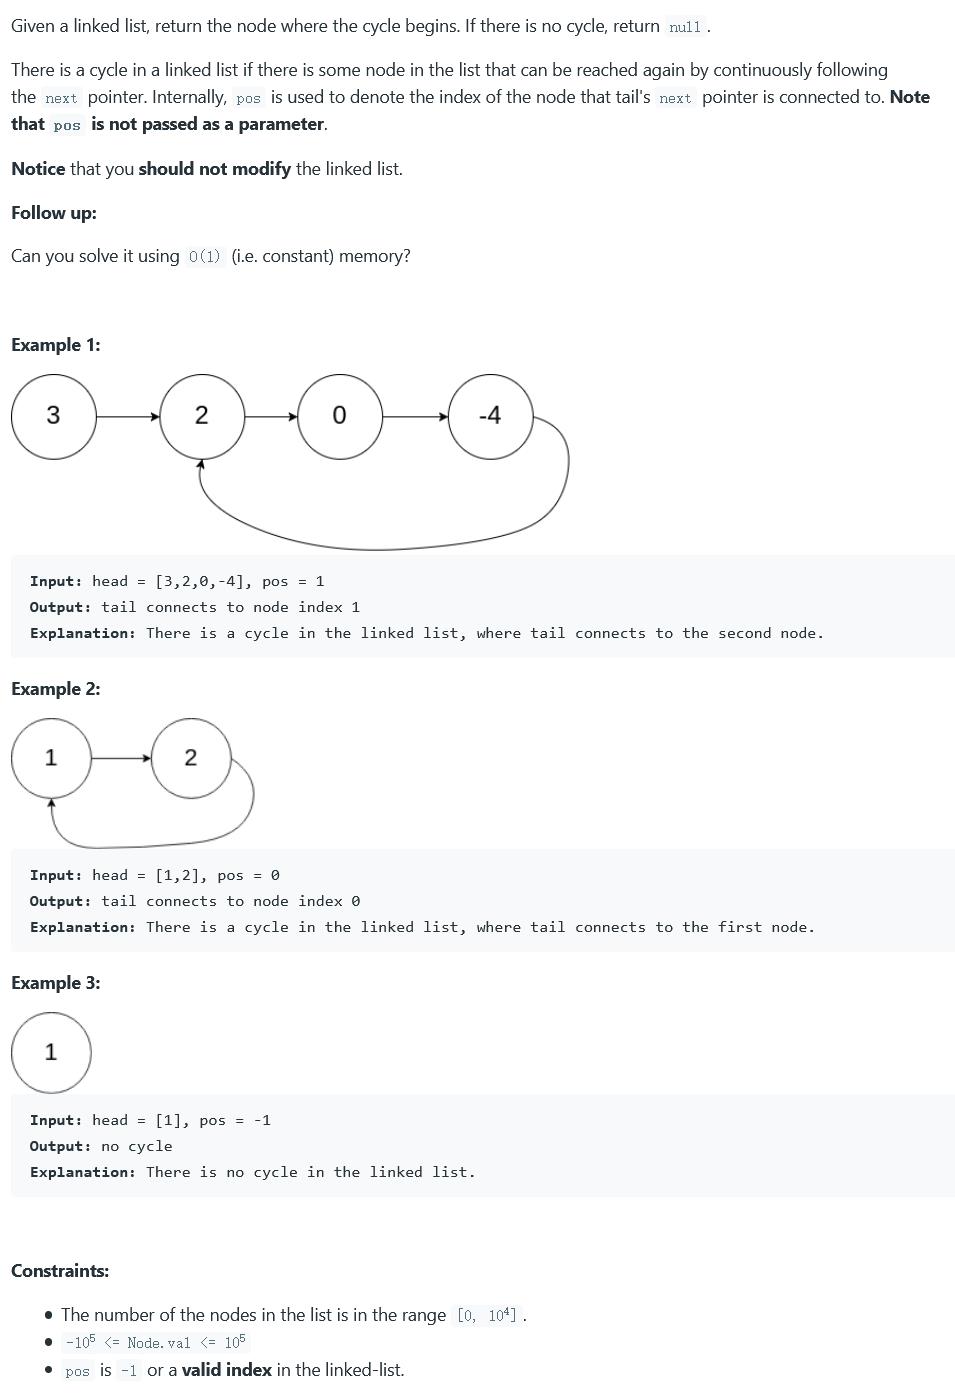 Given a linked list, return the node where the cycle begins. If there is no cycle, return null .
There is a cycle in a linked list if there is some node in the list that can be reached again by continuously following
the next pointer. Internally, pos is used to denote the index of the node that tail's next pointer is connected to. Note
that pos is not passed as a parameter.
Notice that you should not modify the linked list.
Follow up:
Can you solve it using O(1) (i.e. constant) memory?
Example 1:
3 2 0 -4
Input: head = [3,2,0,-4], pos = 1
Output: tail connects to node index 1
Explanation: There is a cycle in the linked list, where tail connects to the second node.
Example 2:
1 2
Input: head = [1,2], pos = 0
Output: tail connects to node index 0
Explanation: There is a cycle in the linked list, where tail connects to the first node.
Example 3:
1
Input: head = [1], pos = -1
Output: no cycle
Explanation: There is no cycle in the linked list.
Constraints:
• The number of the nodes in the list is in the range [0, 10⁴] .
• -10⁵ <= Node.val <= 10⁵
• pos is -1 or a valid index in the linked-list.